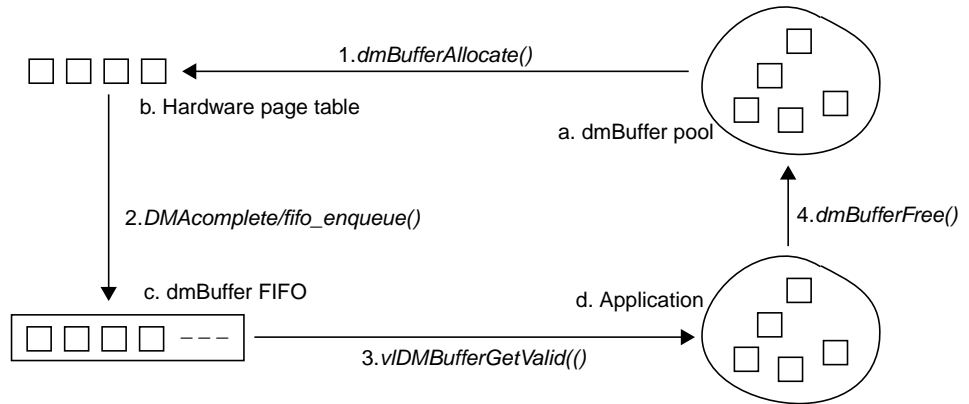 1.dmBufferAllocate()
b. Hardware page table
a. dmBuffer pool
2.DMAcomplete/fifo_enqueue()
4.dmBufferFree()
c. dmBuffer FIFO
d. Application
3.vlDMBufferGetValid(()